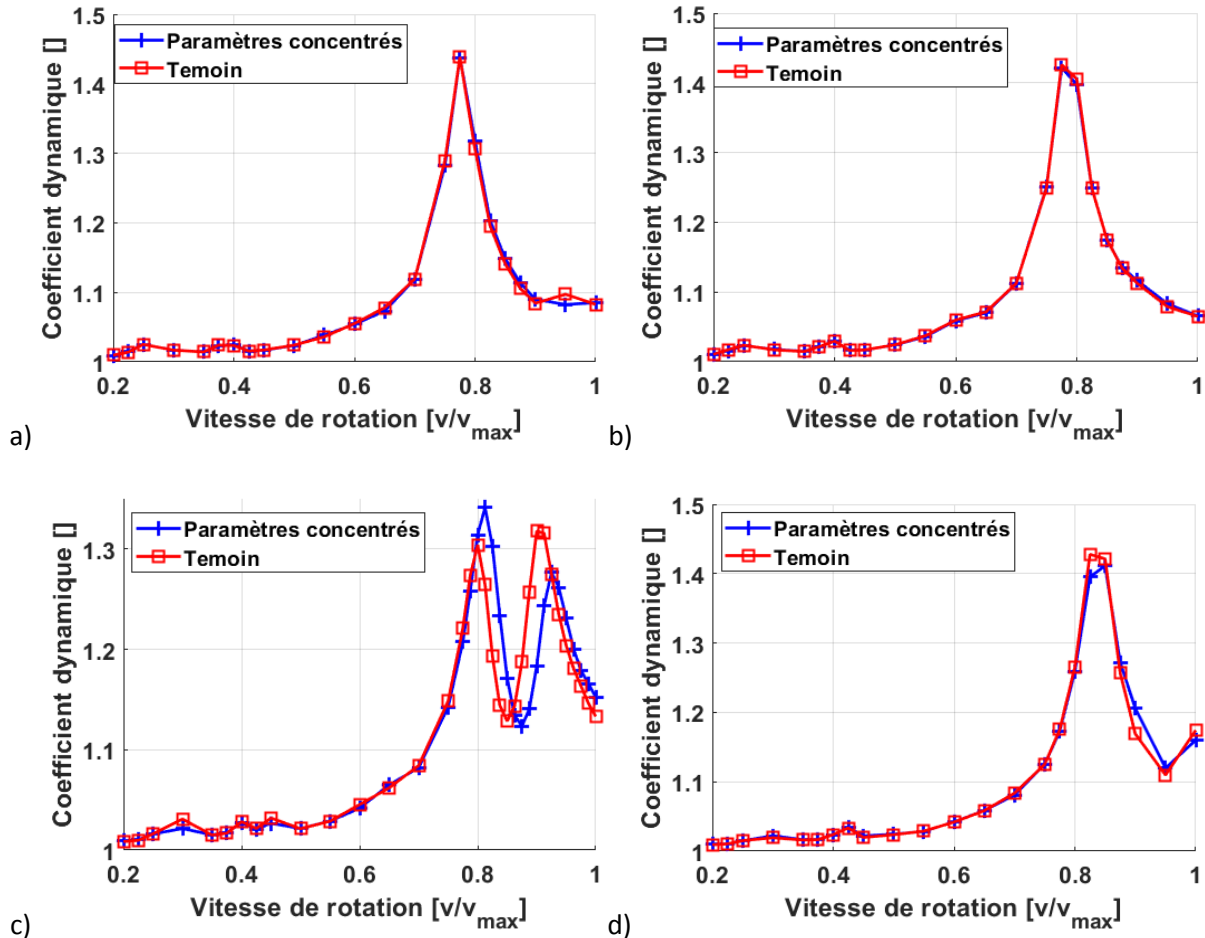 1.5
1.4
1.3
1.2
1.1
1
Coefficient dynamique []
Paramètres concentrés
Temoin
0.2
0.4
0.6
0.8
1
Vitesse de rotation [v/vmax]
a)
1.5
1.4
1.3
1.2
1.1
1
Coefficient dynamique []
Paramètres concentrés
Temoin
0.2
0.4
0.6
0.8
1
Vitesse de rotation [v/vmax]
b)
1.3
1.2
1.1
1
Coefficient dynamique []
Paramètres concentrés
Temoin
0.2
0.4
0.6
0.8
1
Vitesse de rotation [v/vmax]
c)
1.5
1.4
1.3
1.2
1.1
1
Coefficient dynamique []
Paramètres concentrés
Temoin
0.2
0.4
0.6
0.8
1
Vitesse de rotation [v/vmax]
d)